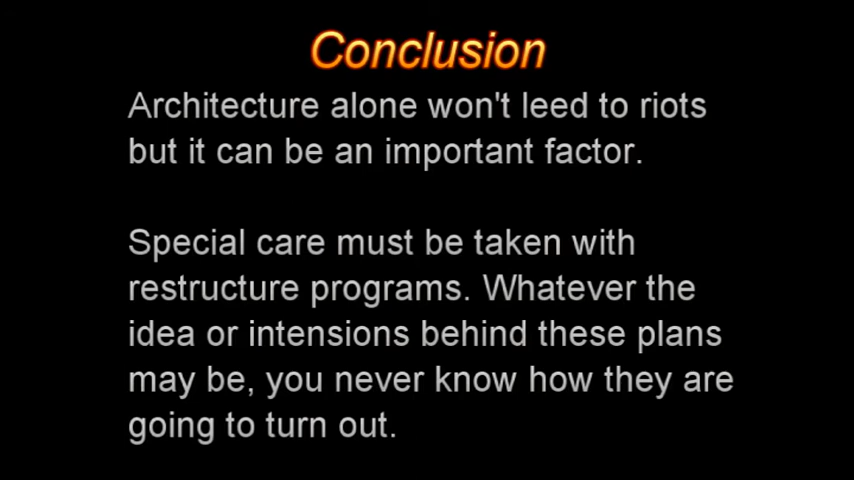 Conclusion
Architecture alone won't leed to riots
but it can be an important factor.
Special care must be taken with
restructure programs. Whatever the
idea or intensions behind these plans
may be, you never know how they are
going to turn out.